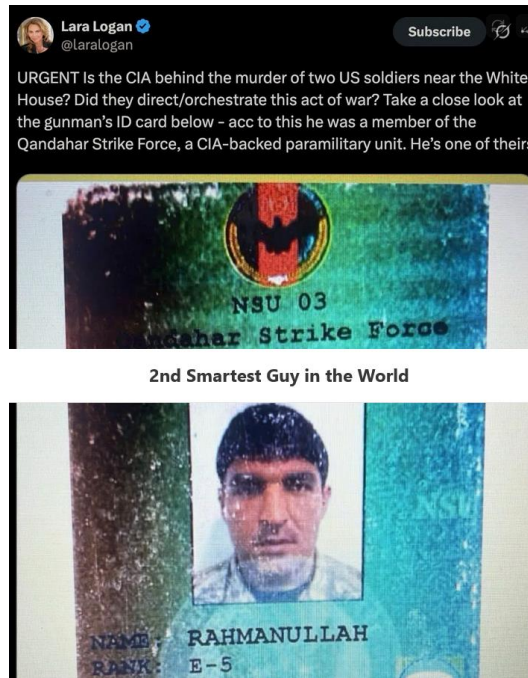 Lara Logan
Subscribe
@laralogan
URGENT Is the CIA behind the murder of two US soldiers near the White
House? Did they direct/orchestrate this act of war? Take a close look at
the gunman's ID card below - acc to this he was a member of the
Qandahar Strike Force, a CIA-backed paramilitary unit. He's one of theirs
NSU 03
Qandahar Strike Force
2nd Smartest Guy in the World
NSU
NAME: RAHMANULLAH
RANK: E-5